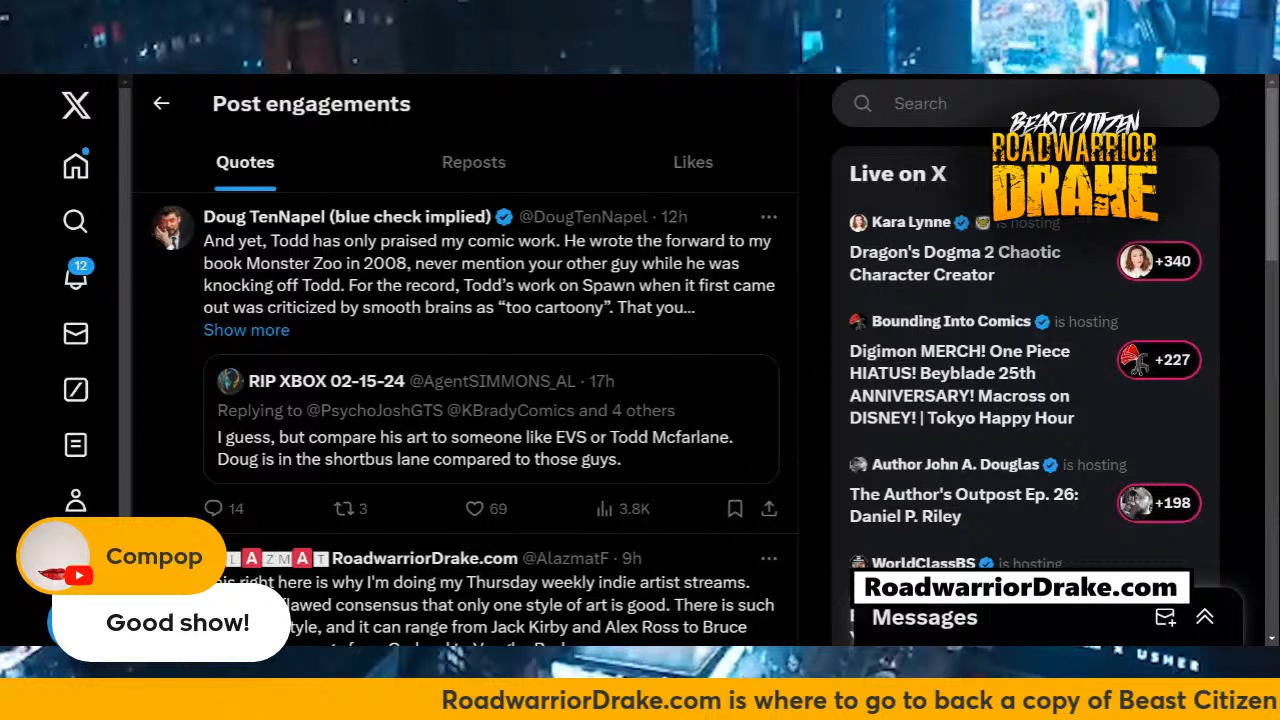 Post engagements
Quotes
Reposts
Likes
Doug TenNapel (blue check implied) @DougTenNapel · 12h
And yet, Todd has only praised my comic work. He wrote the forward to my
book Monster Zoo in 2008, never mention your other guy while he was
knocking off Todd. For the record, Todd's work on Spawn when it first came
out was criticized by smooth brains as “too cartoony”. That you...
Show more
RIP XBOX 02-15-24 @AgentSIMMONS_AL · 17h
Replying to @PsychoJoshGTS @KBradyComics and 4 others
I guess, but compare his art to someone like EVS or Todd Mcfarlane.
Doug is in the shortbus lane compared to those guys.
14
3
69
3.8K
LAZMAT RoadwarriorDrake.com @AlazmatF · 9h
right here is why I'm doing my Thursday weekly indie artist streams.
consensus that only one style of art is good. There is such
and it can range from Jack Kirby and Alex Ross to Bruce
12
Compop
Good show!
Search
BEAST CITIZEN
ROADWARRIOR
DRAKE
Live on X
Kara Lynne is hosting
Dragon's Dogma 2 Chaotic
Character Creator
+340
Bounding Into Comics is hosting
Digimon MERCH! One Piece
HIATUS! Beyblade 25th
ANNIVERSARY! Macross on
DISNEY! | Tokyo Happy Hour
+227
Author John A. Douglas is hosting
The Author's Outpost Ep. 26:
Daniel P. Riley
+198
WorldClassBS is hosting
RoadwarriorDrake.com
Messages
USHER
RoadwarriorDrake.com is where to go to back a copy of Beast Citizen